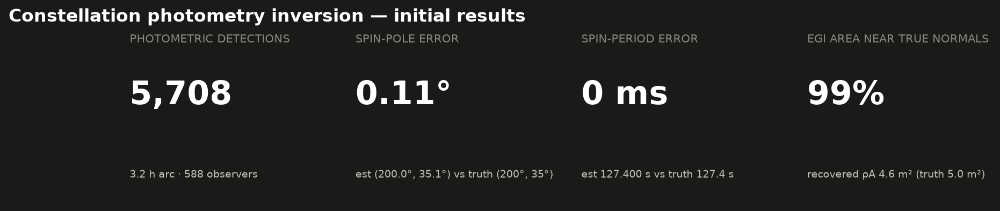 Constellation photometry inversion — initial results
PHOTOMETRIC DETECTIONS
5,708
3.2 h arc · 588 observers
SPIN-POLE ERROR
0.11°
est (200.0°, 35.1°) vs truth (200°, 35°)
SPIN-PERIOD ERROR
0 ms
est 127.400 s vs truth 127.4 s
EGI AREA NEAR TRUE NORMALS
99%
recovered ρA 4.6 m² (truth 5.0 m²)